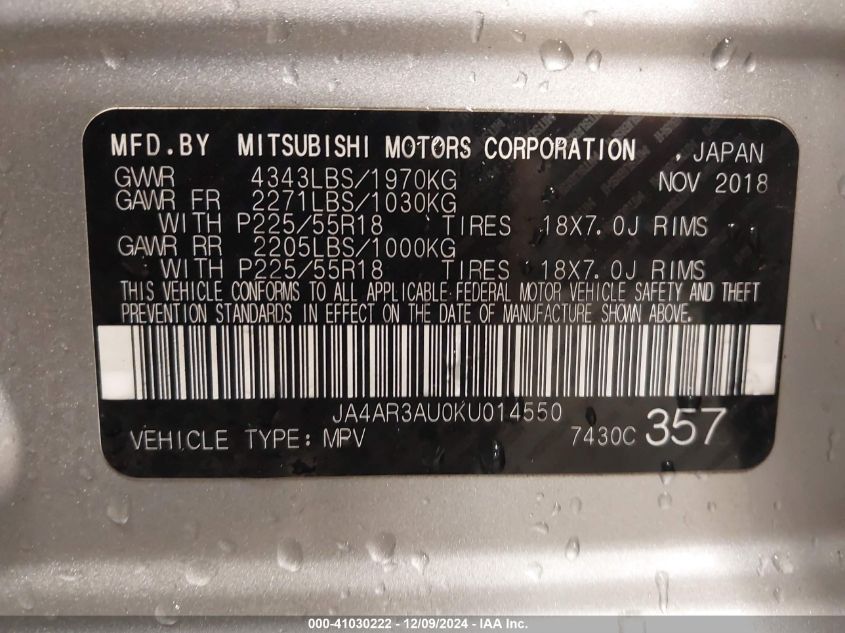 MFD.BY MITSUBISHI MOTORS CORPORATION , JAPAN
GVWR 4343LBS/1970KG NOV 2018
GAWR FR 2271LBS/1030KG
WITH P225/55R18 TIRES 18X7.0J RIMS
GAWR RR 2205LBS/1000KG
WITH P225/55R18 TIRES 18X7.0J RIMS
THIS VEHICLE CONFORMS TO ALL APPLICABLE FEDERAL MOTOR VEHICLE SAFETY AND THEFT
PREVENTION STANDARDS IN EFFECT ON THE DATE OF MANUFACTURE SHOWN ABOVE.
JA4AR3AU0KU014550
VEHICLE TYPE: MPV 7430C 357
000-41030222 - 12/09/2024 - IAA Inc.